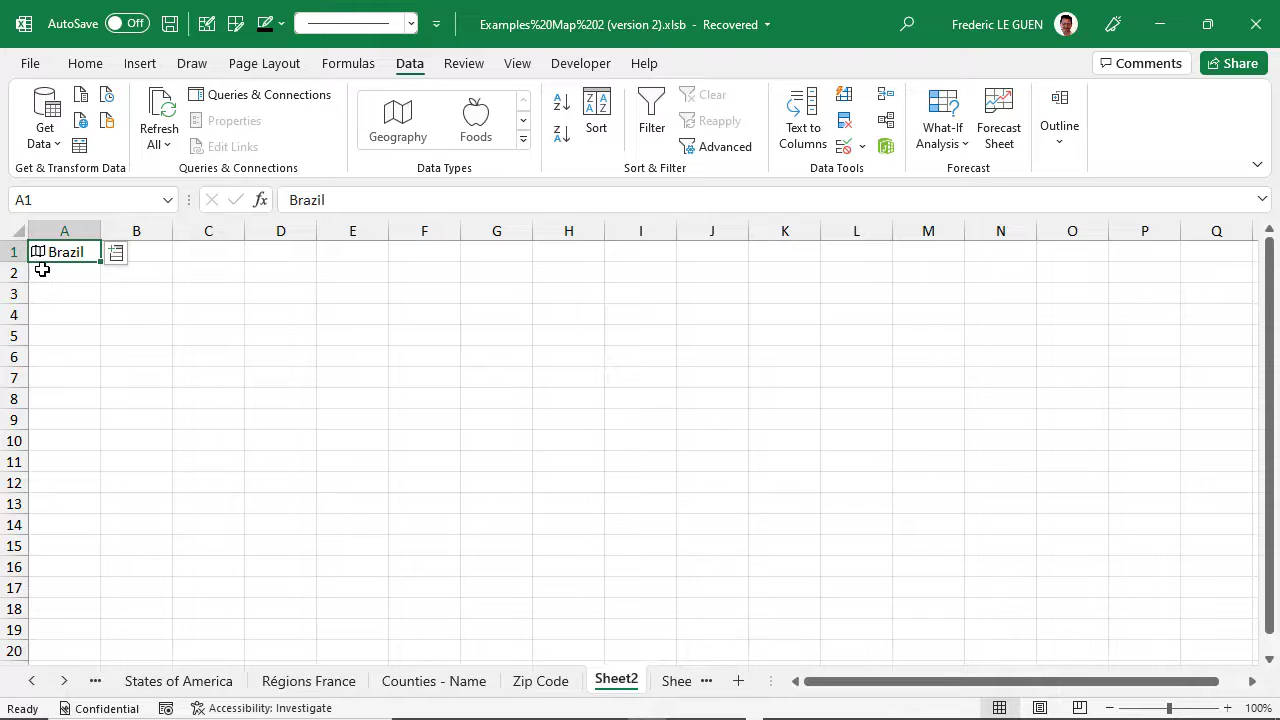 AutoSave Off Examples%20Map%202 (version 2).xlsb - Recovered Frederic LE GUEN
File Home Insert Draw Page Layout Formulas Data Review View Developer Help Comments Share
Get Data
Refresh All
Queries & Connections
Properties
Edit Links
Geography Foods
Sort
Filter
Clear
Reapply
Advanced
Text to Columns
What-If Analysis
Forecast Sheet
Outline
Get & Transform Data Queries & Connections Data Types Sort & Filter Data Tools Forecast
A1 fx Brazil
A B C D E F G H I J K L M N O P Q
1 Brazil
2
3
4
5
6
7
8
9
10
11
12
13
14
15
16
17
18
19
20
States of America Régions France Counties - Name Zip Code Sheet2 Shee
Ready Confidential Accessibility: Investigate 100%